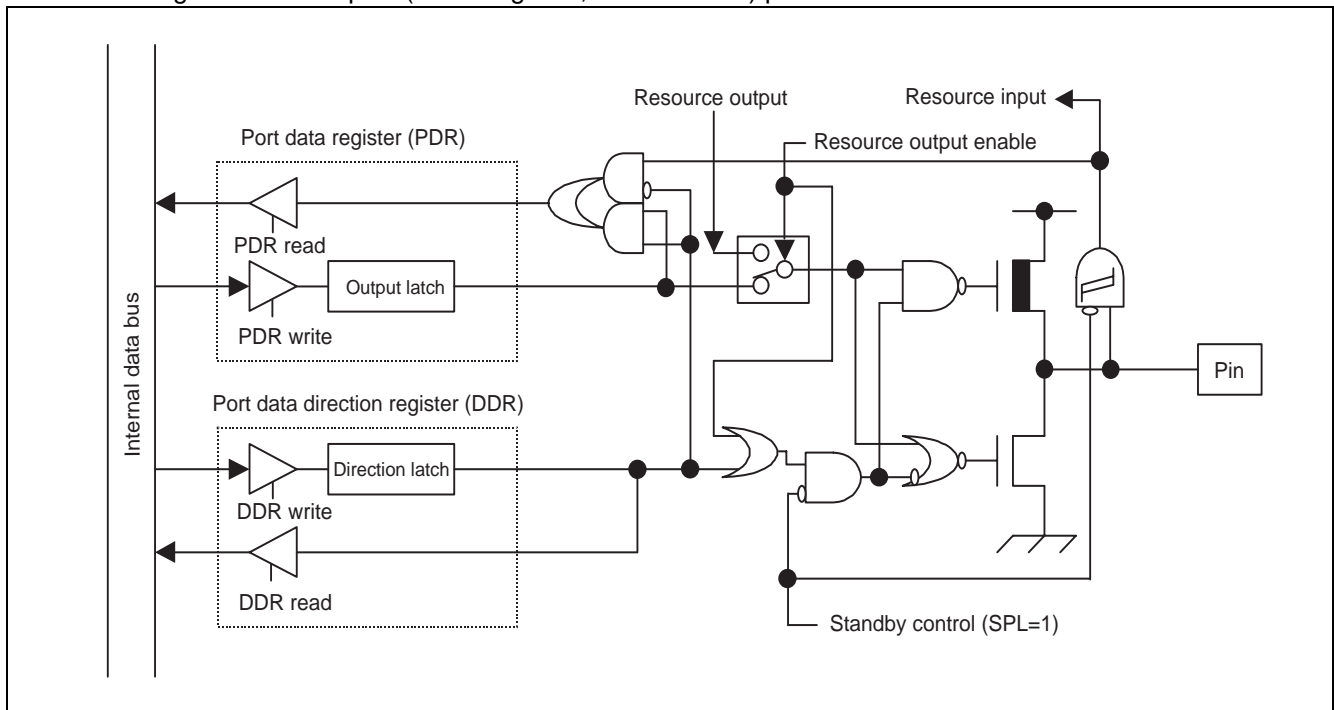 Resource output
Resource input
Port data register (PDR)
Resource output enable
PDR read
Output latch
PDR write
Internal data bus
Pin
Port data direction register (DDR)
Direction latch
DDR write
DDR read
Standby control (SPL=1)